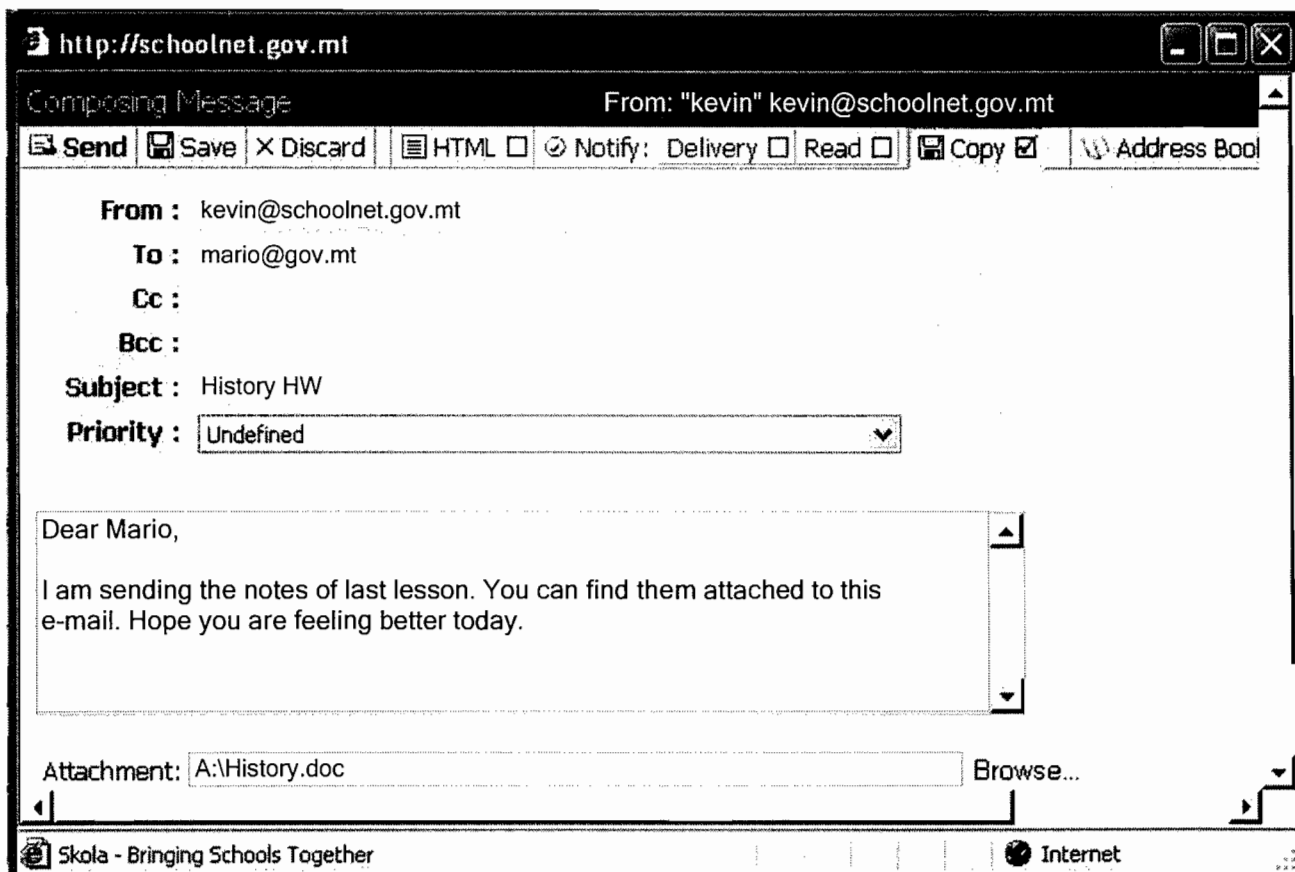 http://schoolnet.gov.mt
Composing Message From: "kevin" kevin@schoolnet.gov.mt
Send Save Discard HTML Notify: Delivery Read Copy Address Bool
From : kevin@schoolnet.gov.mt
To : mario@gov.mt
Cc :
Bcc :
Subject : History HW
Priority : Undefined
Dear Mario,
I am sending the notes of last lesson. You can find them attached to this
e-mail. Hope you are feeling better today.
Attachment: A:\History.doc Browse...
Skola - Bringing Schools Together Internet